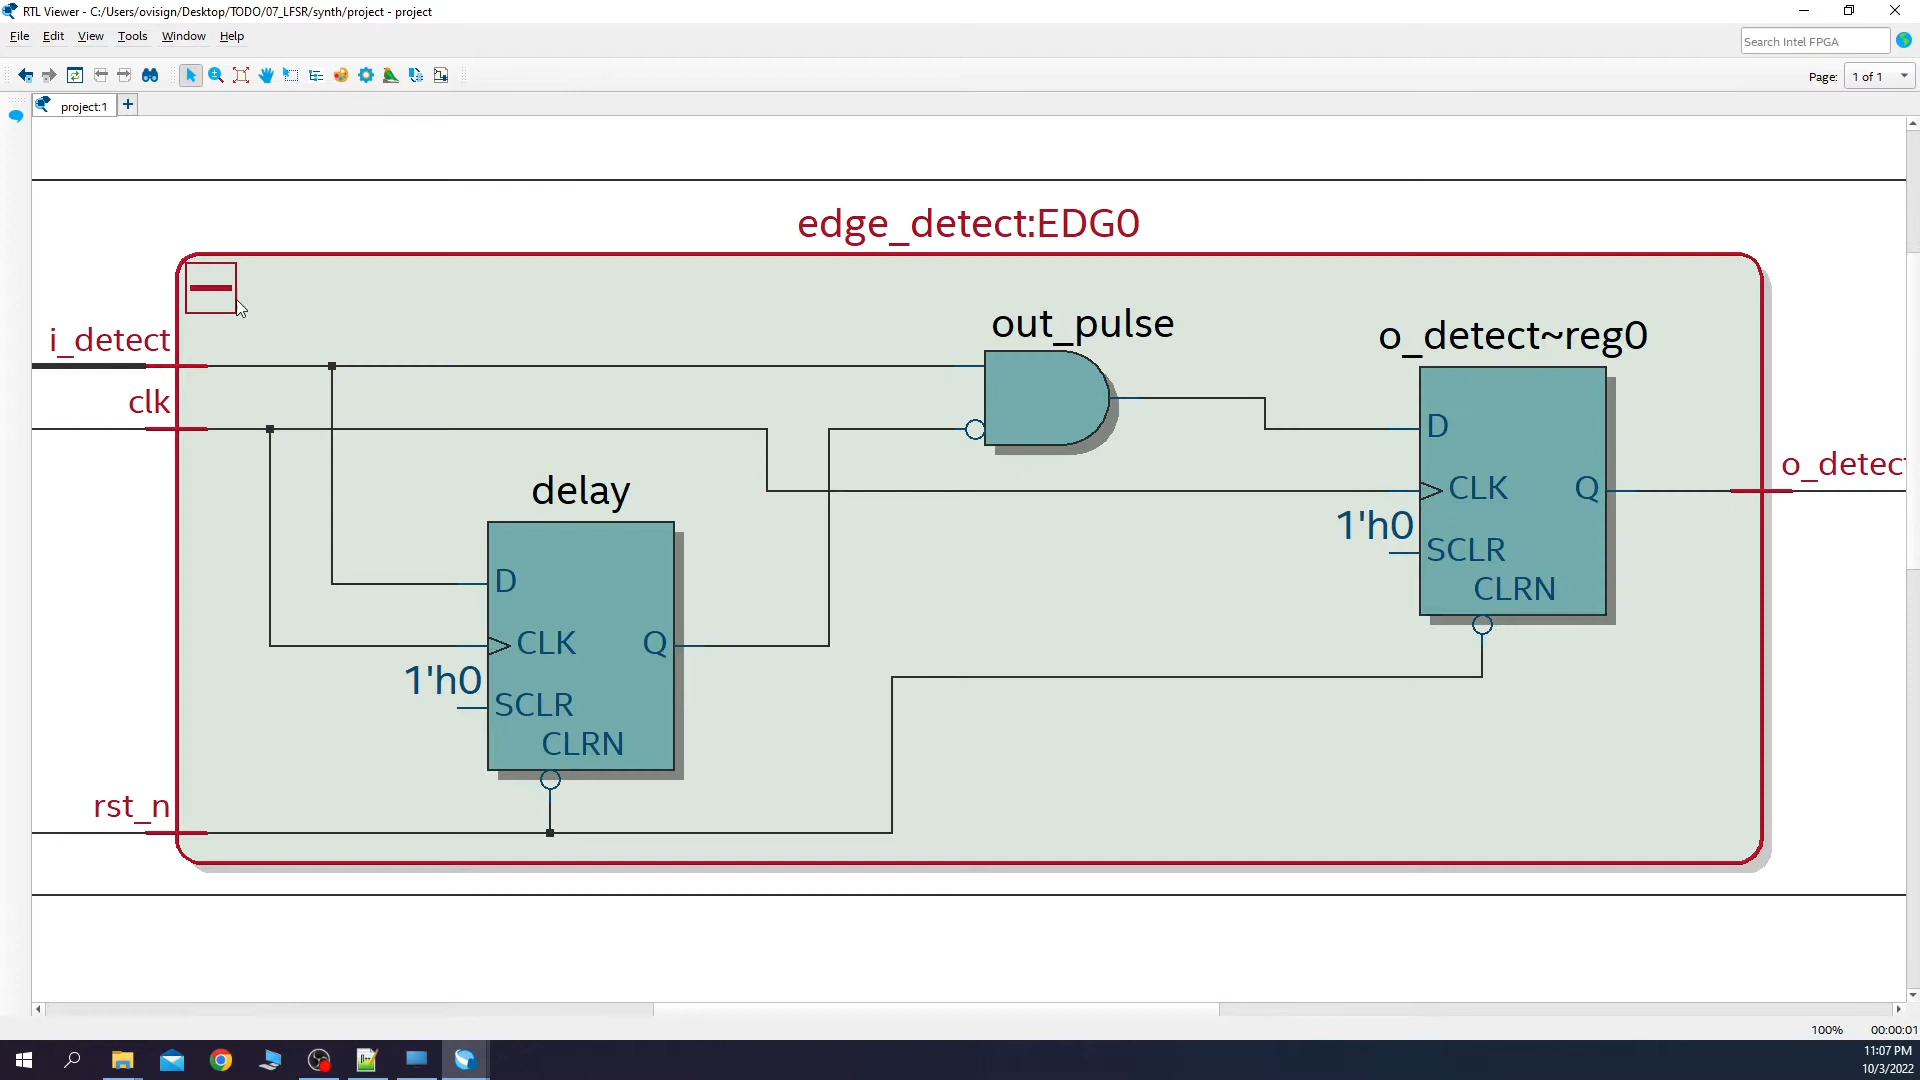 RTL Viewer - C:/Users/ovisign/Desktop/TODO/07_LFSR/synth/project - project
File Edit View Tools Window Help
Search Intel FPGA
Page: 1 of 1
project:1
edge_detect:EDG0
out_pulse
o_detect~reg0
i_detect
clk
D
o_detect
delay
CLK Q
1'h0
SCLR
D
CLRN
CLK Q
1'h0
SCLR
CLRN
rst_n
100% 00:00:01
11:07 PM
10/3/2022